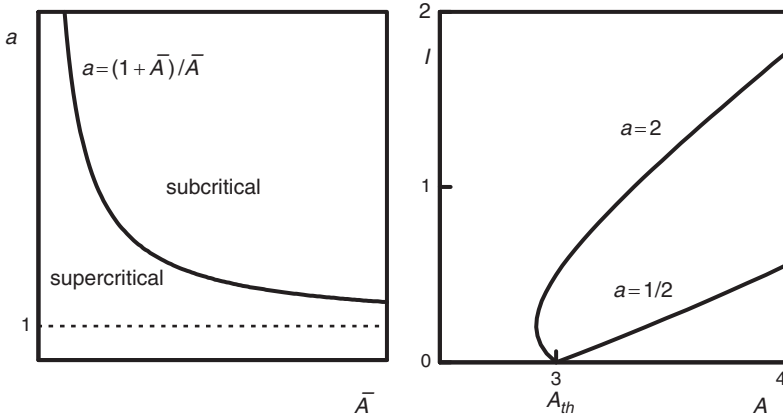 a
a=(1+A̅)/A̅
subcritical
supercritical
1
A̅
2
I
a=2
1
a=1/2
0
3
4
A_th
A